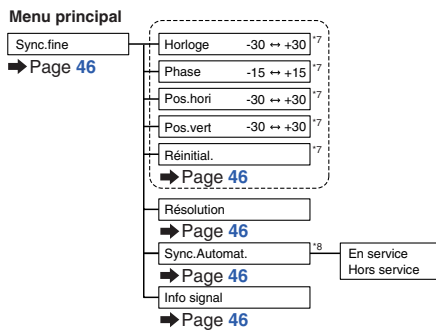 Menu principal
Sync.fine
➡ Page 46
Horloge -30 ↔ +30 *7
Phase -15 ↔ +15 *7
Pos.hori -30 ↔ +30 *7
Pos.vert -30 ↔ +30 *7
Réinitial. *7
➡ Page 46
Résolution
➡ Page 46
Sync.Automat. *8
En service
Hors service
➡ Page 46
Info signal
➡ Page 46